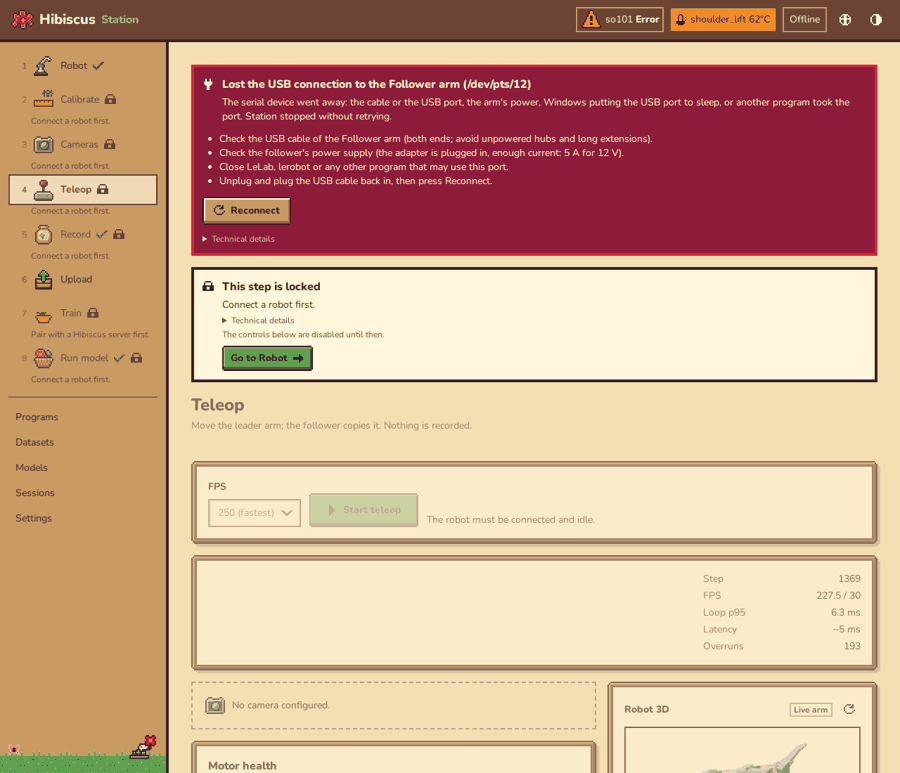 Hibiscus Station
so101 Error
shoulder_lift 62°C
Offline
1 Robot
2 Calibrate
Connect a robot first.
3 Cameras
Connect a robot first.
4 Teleop
Connect a robot first.
5 Record
Connect a robot first.
6 Upload
7 Train
Pair with a Hibiscus server first.
8 Run model
Connect a robot first.
Programs
Datasets
Models
Sessions
Settings
Lost the USB connection to the Follower arm (/dev/pts/12)
The serial device went away: the cable or the USB port, the arm's power, Windows putting the USB port to sleep, or another program took the
port. Station stopped without retrying.
• Check the USB cable of the Follower arm (both ends; avoid unpowered hubs and long extensions).
• Check the follower's power supply (the adapter is plugged in, enough current: 5 A for 12 V).
• Close LeLab, lerobot or any other program that may use this port.
• Unplug and plug the USB cable back in, then press Reconnect.
Reconnect
Technical details
This step is locked
Connect a robot first.
Technical details
The controls below are disabled until then.
Go to Robot
Teleop
Move the leader arm; the follower copies it. Nothing is recorded.
FPS
250 (fastest)
Start teleop
The robot must be connected and idle.
Step 1369
FPS 227.5 / 30
Loop p95 6.3 ms
Latency ~5 ms
Overruns 193
No camera configured.
Robot 3D
Live arm
Motor health